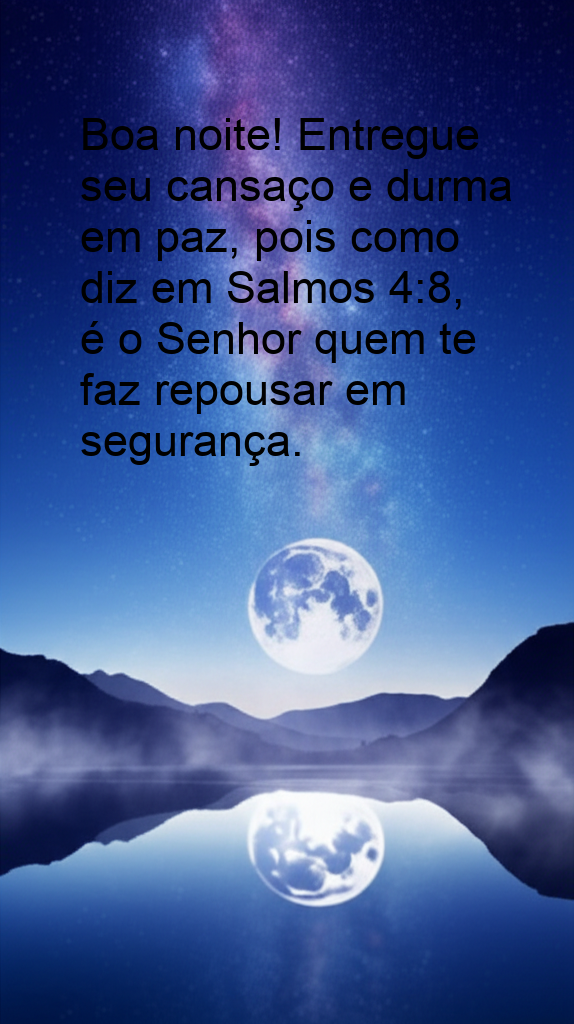 Boa noite! Entregue
seu cansaço e durma
em paz, pois como
diz em Salmos 4:8,
é o Senhor quem te
faz repousar em
segurança.